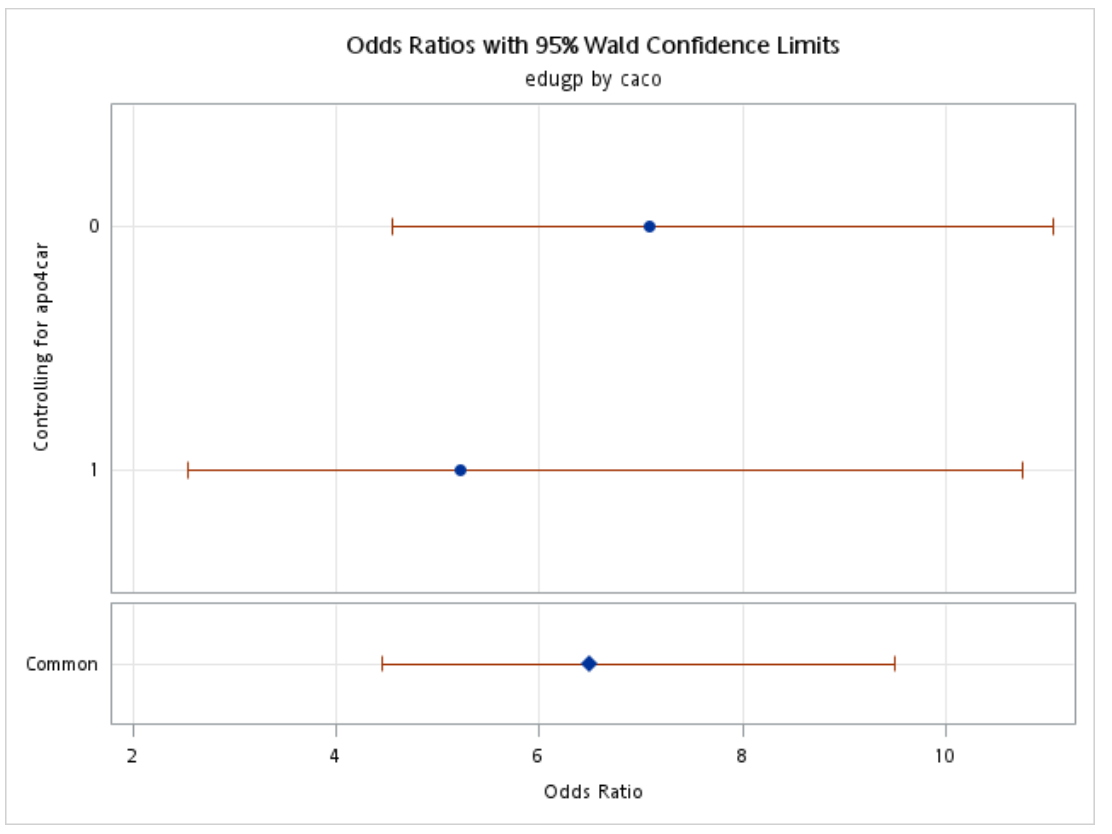 Odds Ratios with 95% Wald Confidence Limits
edugp by caco
Controlling for apo4car
0
1
Common
2 4 6 8 10
Odds Ratio